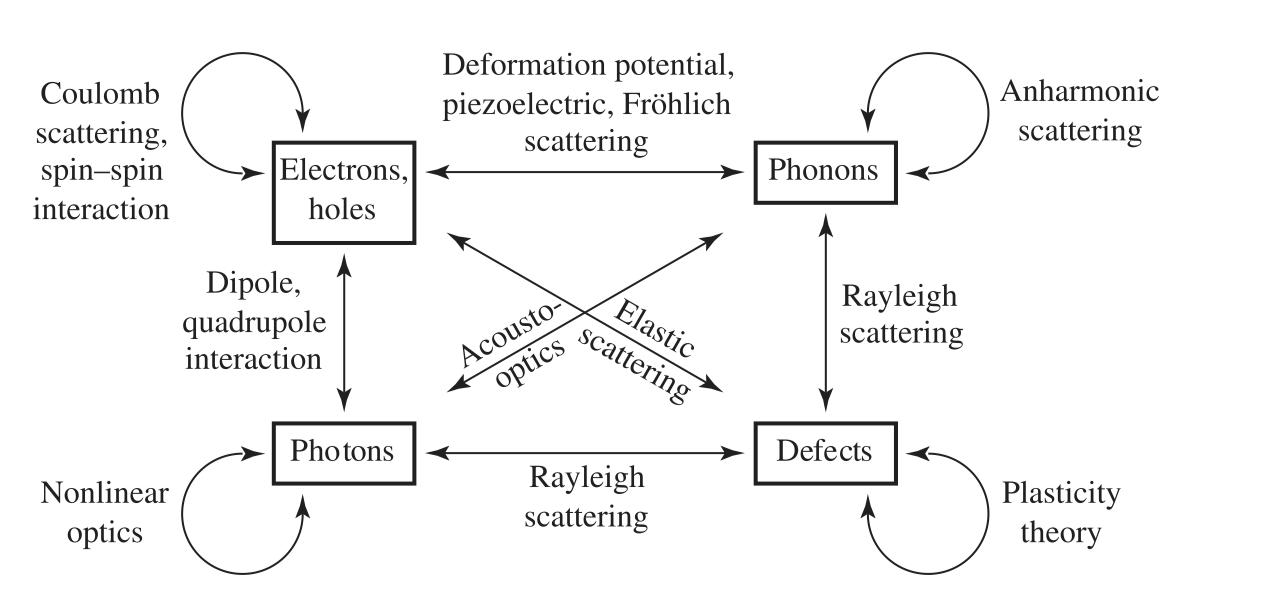 Coulomb
scattering,
spin–spin
interaction
Deformation potential,
piezoelectric, Fröhlich
scattering
Anharmonic
scattering
Electrons,
holes
Phonons
Dipole,
quadrupole
interaction
Acousto-
optics
Elastic
scattering
Rayleigh
scattering
Photons
Defects
Rayleigh
scattering
Nonlinear
optics
Plasticity
theory